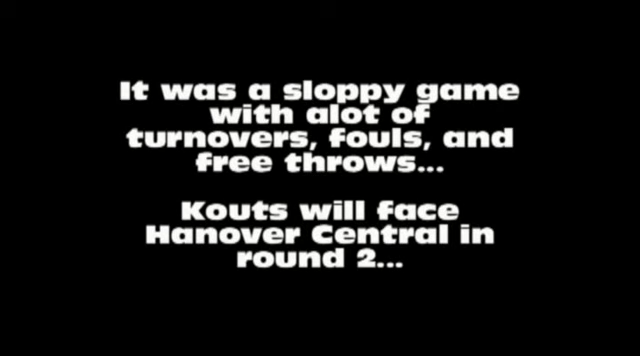 It was a sloppy game
with alot of
turnovers, fouls, and
free throws...
Kouts will face
Hanover Central in
round 2...